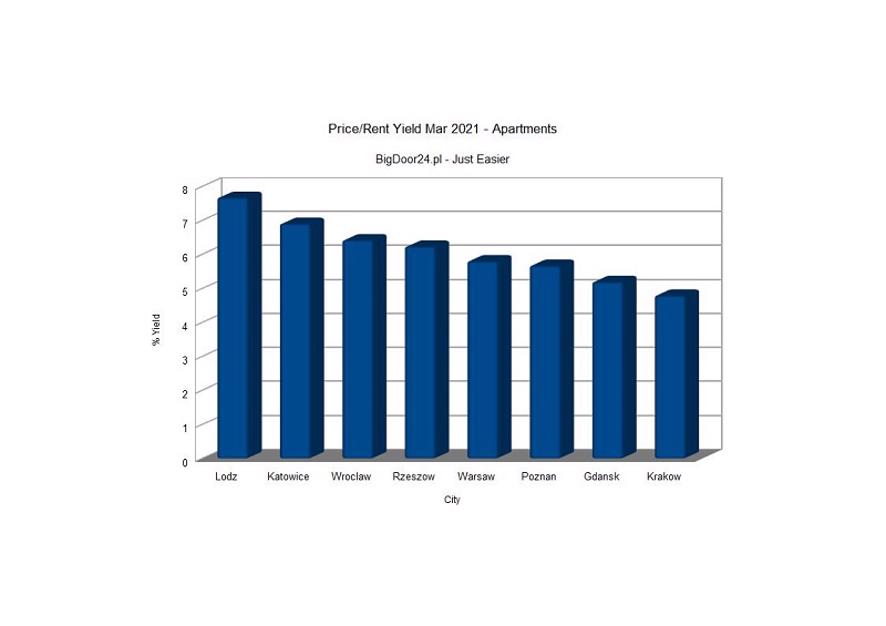 Price/Rent Yield Mar 2021 - Apartments
BigDoor24.pl - Just Easier
8
7
6
5
4
3
2
1
0
% Yield
Lodz Katowice Wroclaw Rzeszow Warsaw Poznan Gdansk Krakow
City